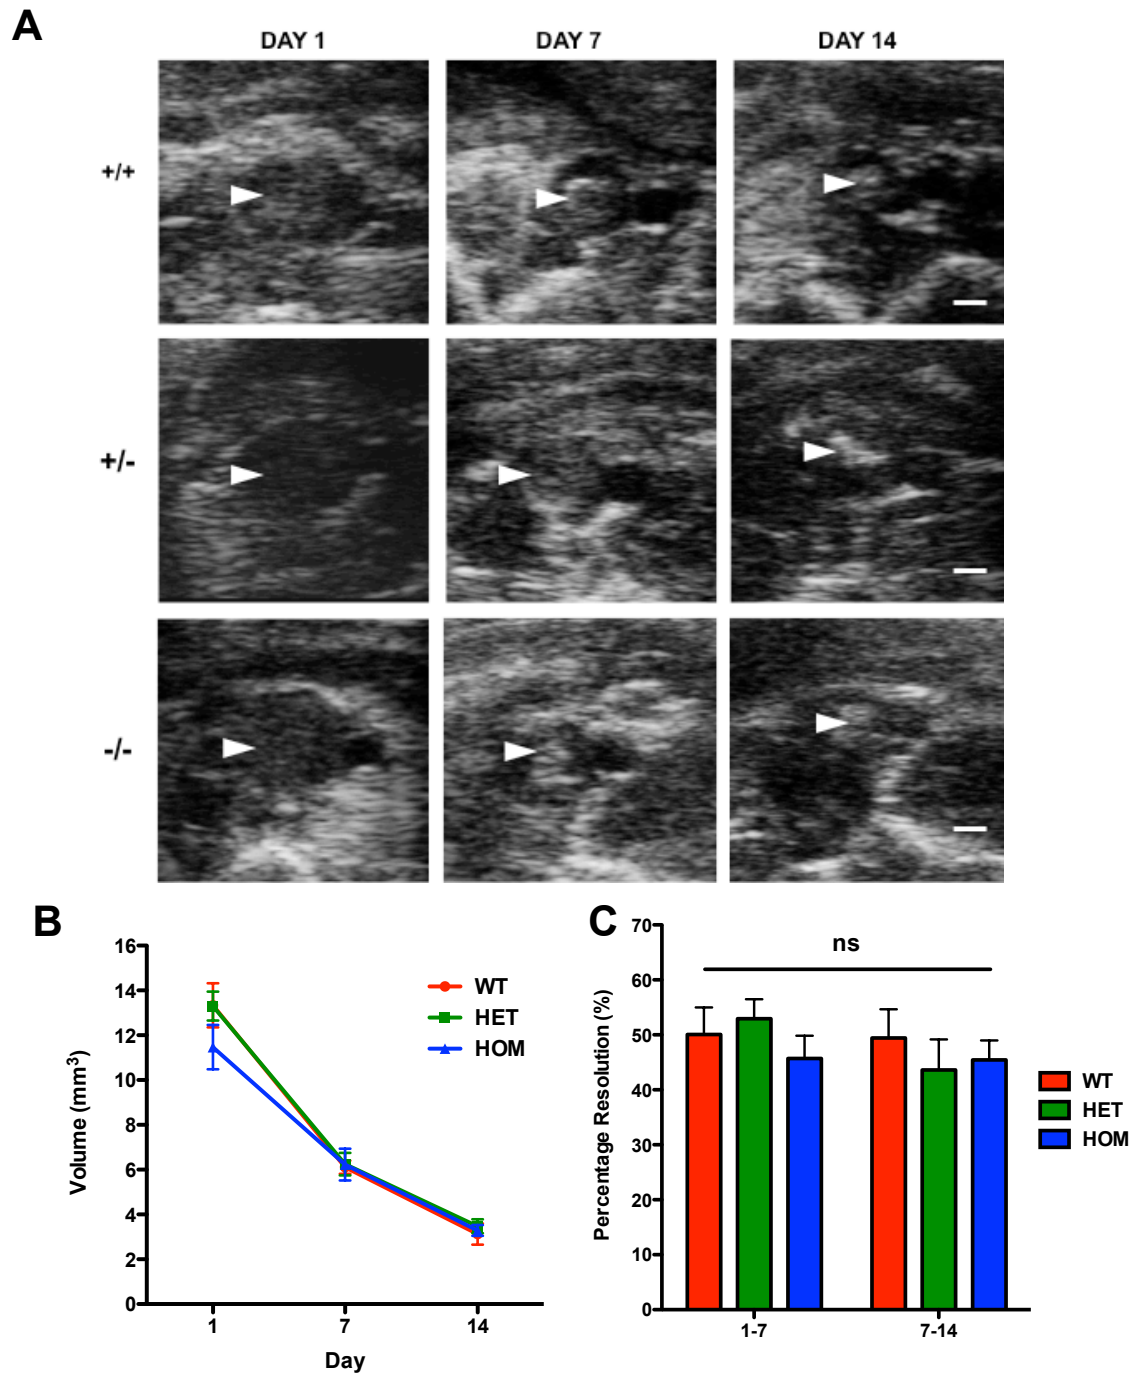 A
DAY 1 DAY 7 DAY 14
+/+
+/-
-/-
B
16
14
12
10
8
6
4
2
0
Volume (mm³)
1 7 14
Day
WT
HET
HOM
C
70
60
50
40
30
20
10
0
Percentage Resolution (%)
ns
1-7 7-14
WT
HET
HOM